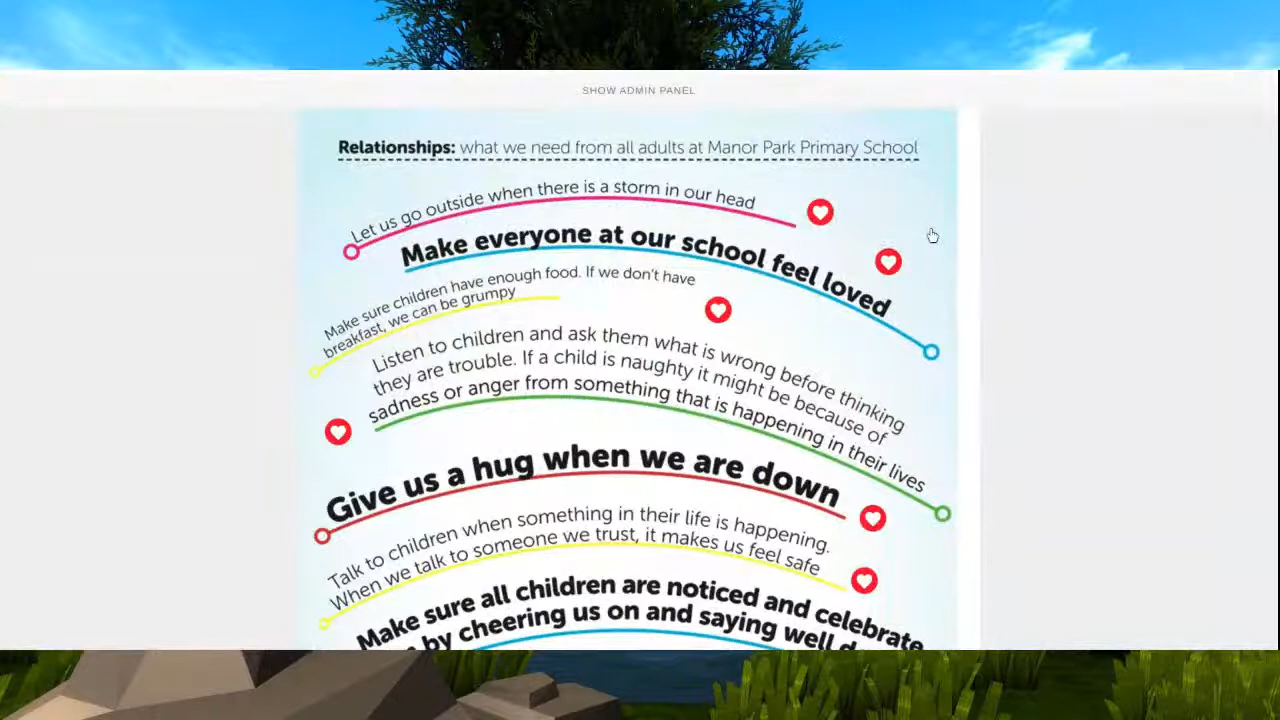 SHOW ADMIN PANEL
Relationships: what we need from all adults at Manor Park Primary School
Let us go outside when there is a storm in our head
Make everyone at our school feel loved
Make sure children have enough food. If we don't have
breakfast, we can be grumpy
Listen to children and ask them what is wrong before thinking
they are trouble. If a child is naughty it might be because of
sadness or anger from something that is happening in their lives
Give us a hug when we are down
Talk to children when something in their life is happening.
When we talk to someone we trust, it makes us feel safe
Make sure all children are noticed and celebrate
by cheering us on and saying well